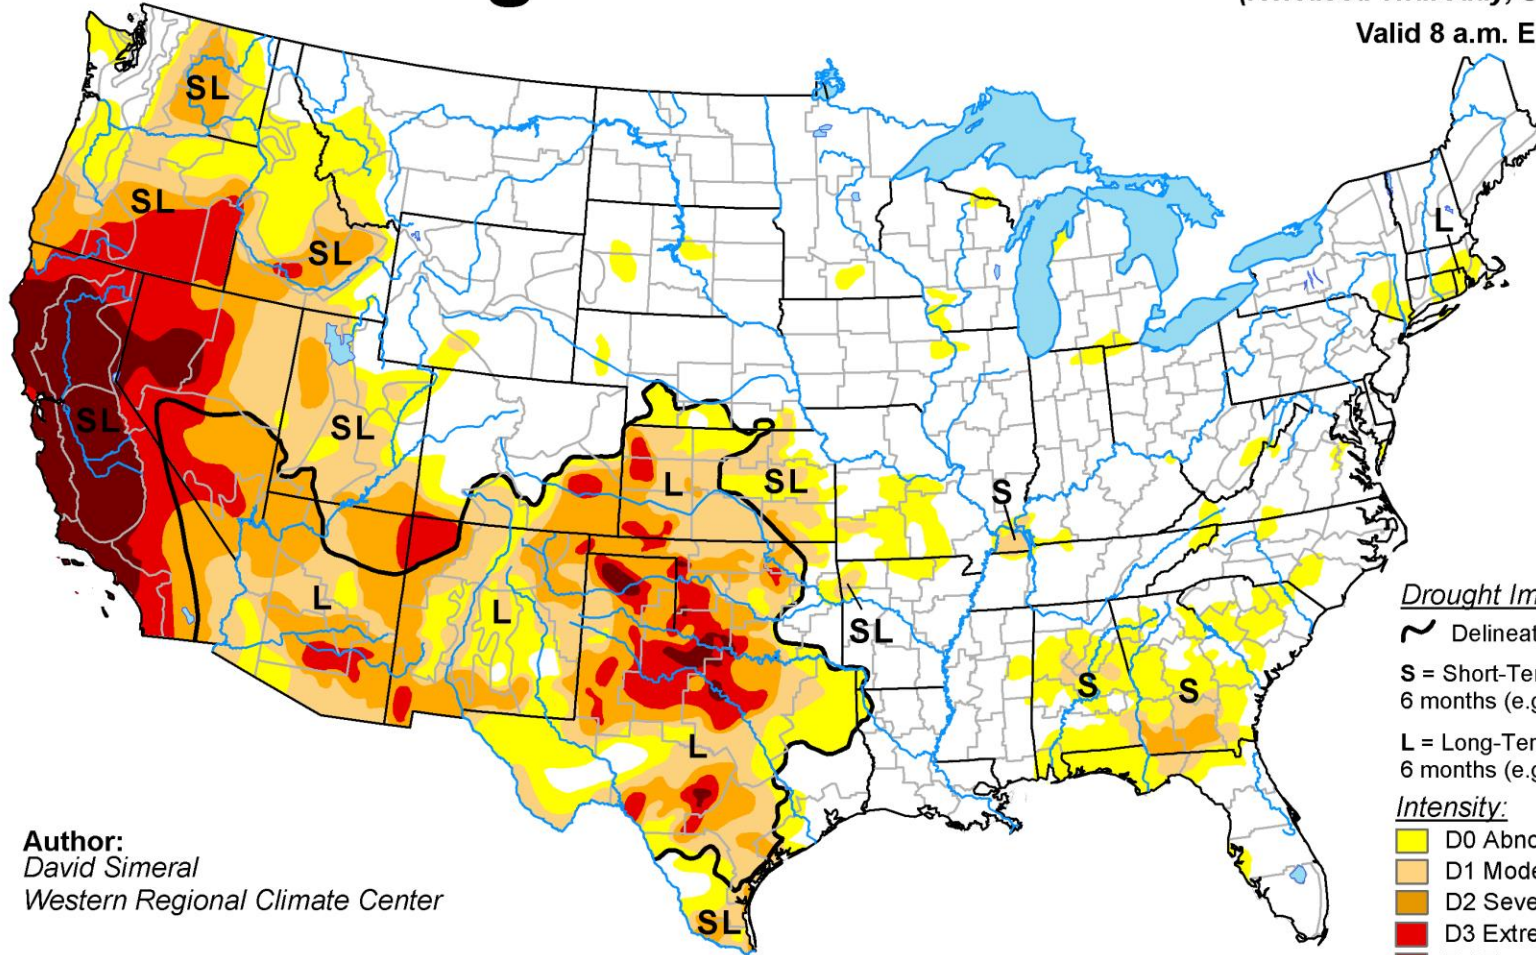 Valid 8 a.m. E
SL
SL
SL
SL
SL
L
L
L
SL
L
S
SL
S
S
L
SL
Drought Im
Delineat
S = Short-Ter
6 months (e.g
L = Long-Ter
6 months (e.g
Intensity:
D0 Abno
D1 Mode
D2 Seve
D3 Extre
Author:
David Simeral
Western Regional Climate Center